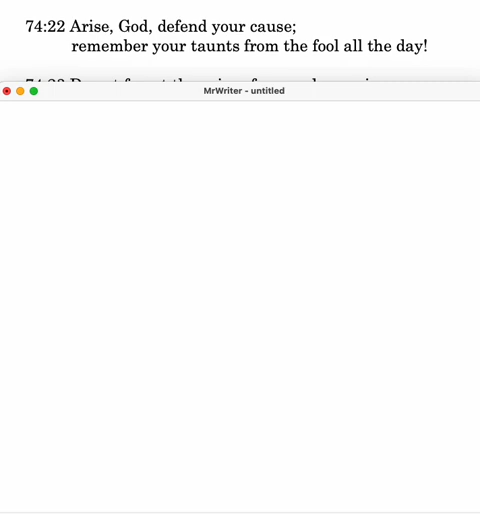 74:22 Arise, God, defend your cause;
remember your taunts from the fool all the day!
MrWriter - untitled